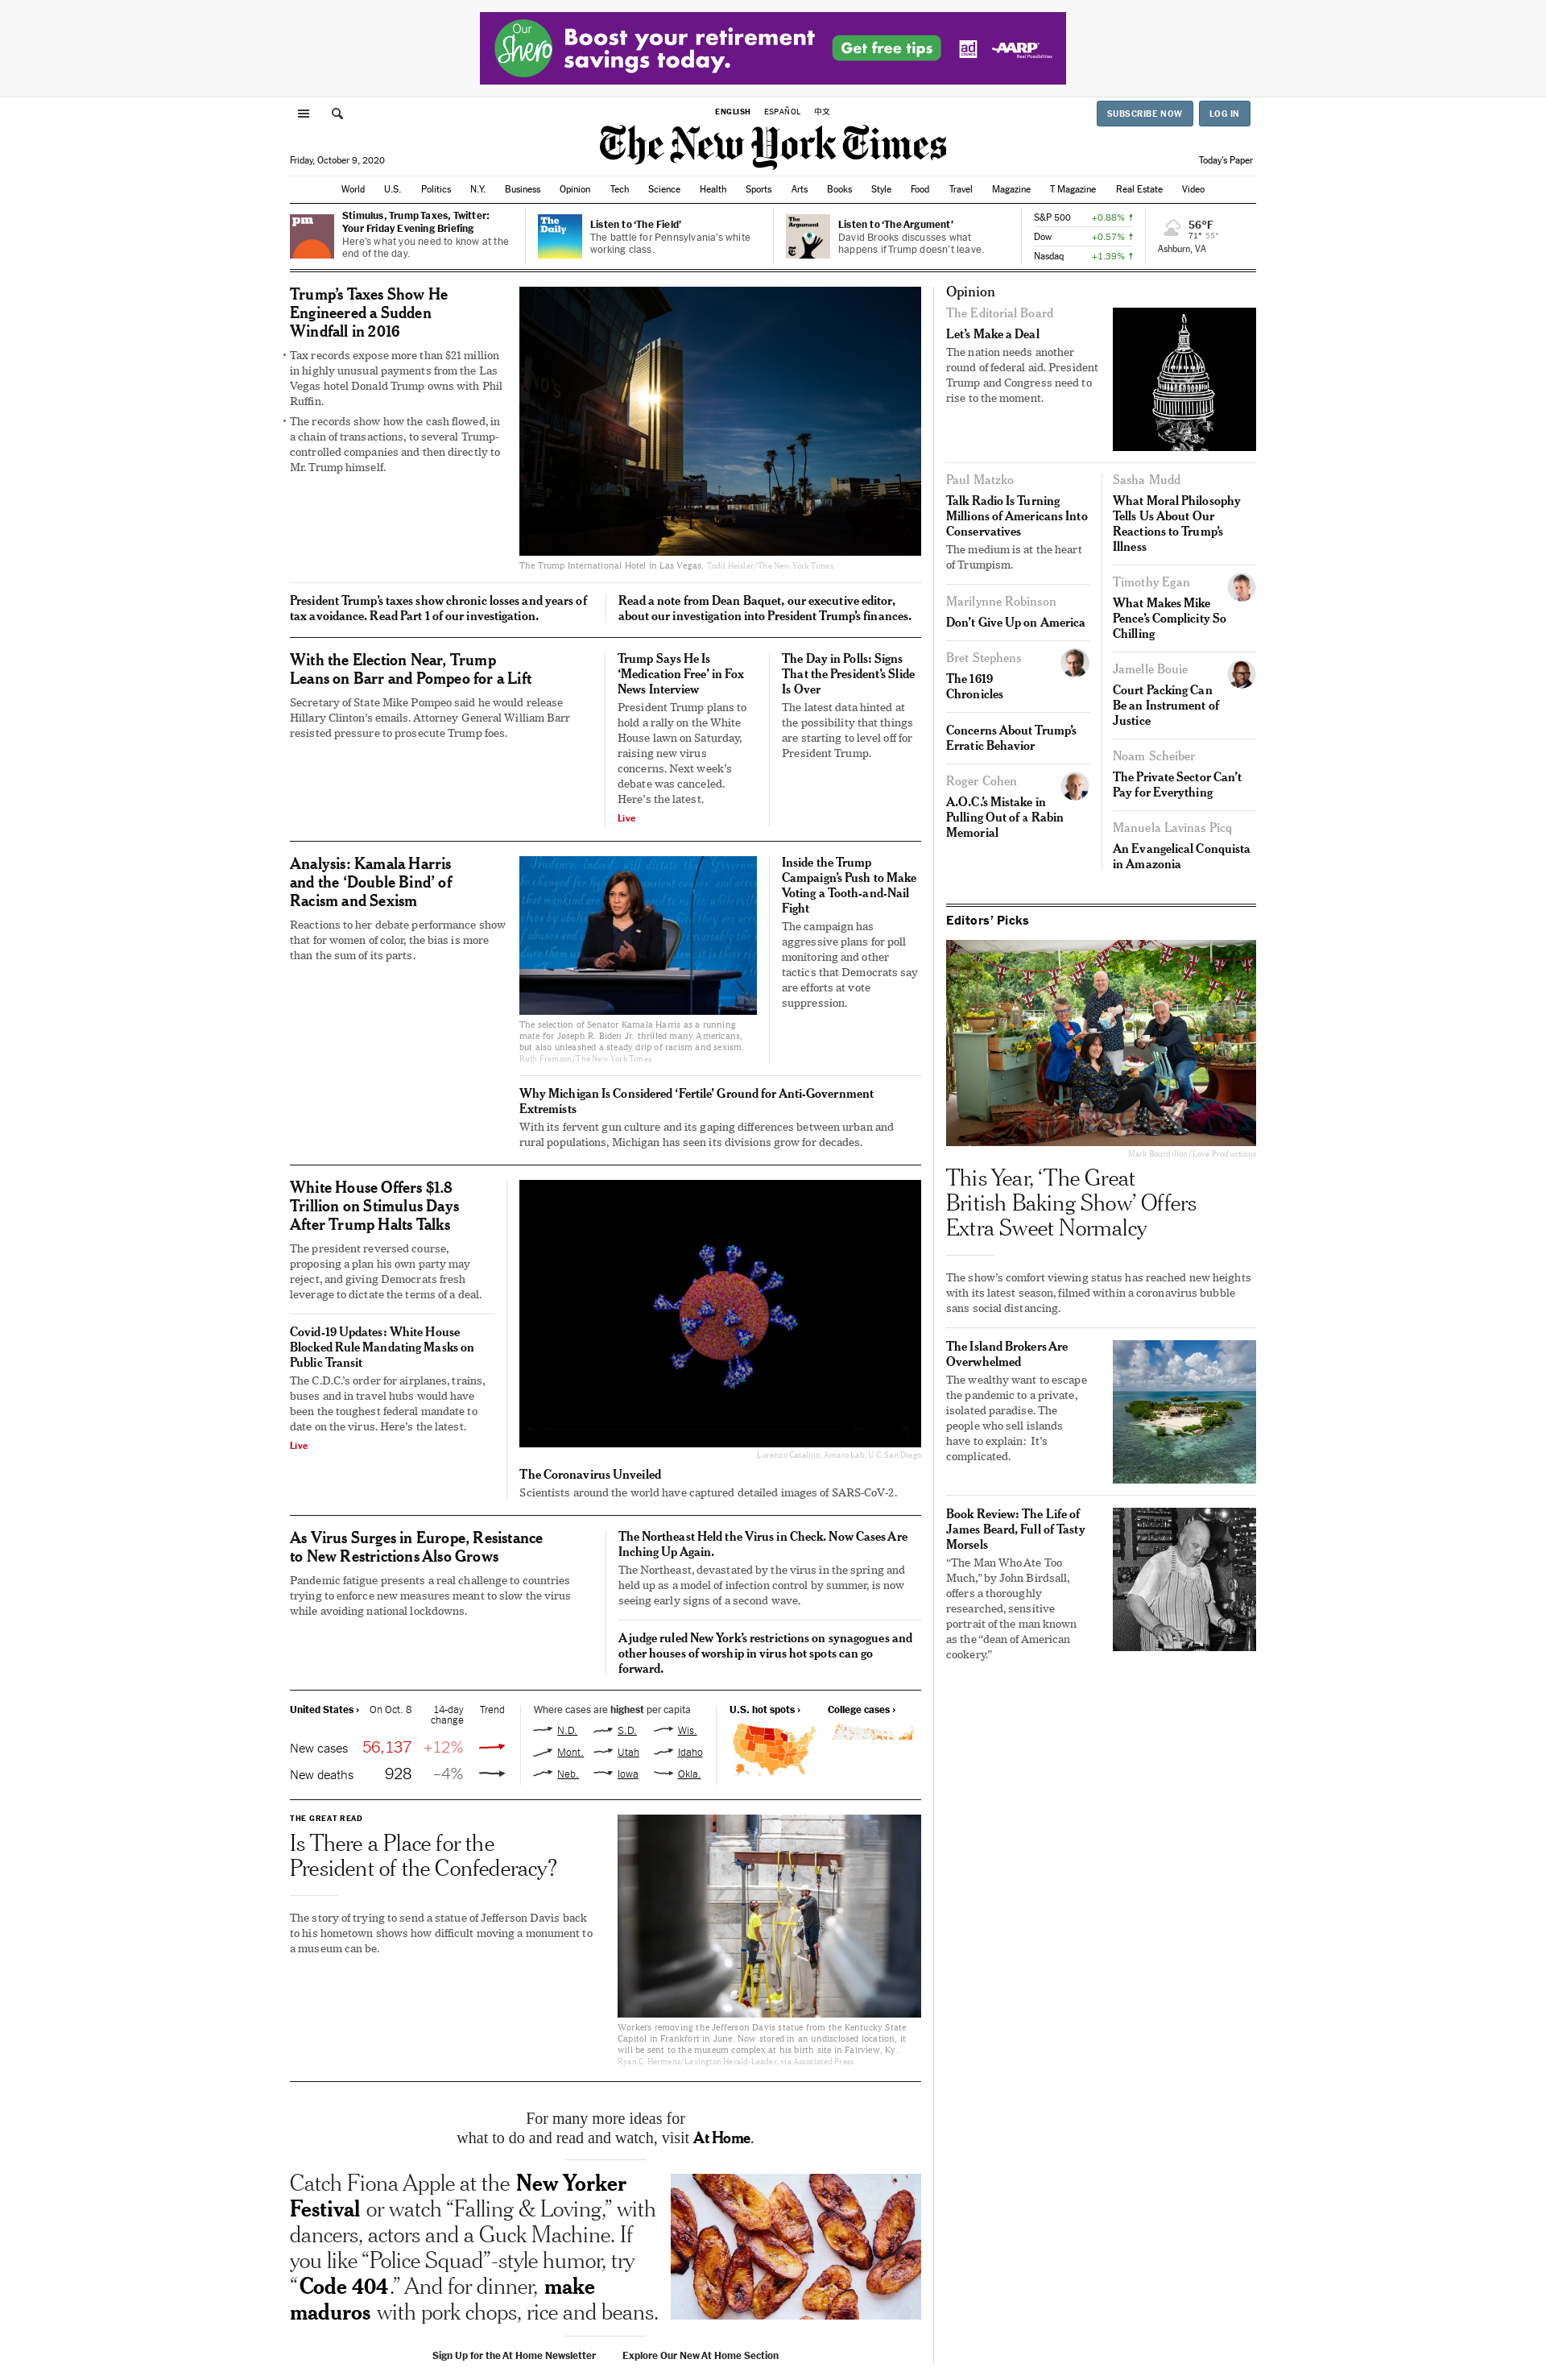 Our
Shero
Boost your retirement
savings today.
Get free tips
ad
COUNCIL
AARP
Real Possibilities
ENGLISH ESPAÑOL 中文
SUBSCRIBE NOW LOG IN
The New York Times
Friday, October 9, 2020
Today's Paper
World U.S. Politics N.Y. Business Opinion Tech Science Health Sports Arts Books Style Food Travel Magazine T Magazine Real Estate Video
pm
Stimulus, Trump Taxes, Twitter:
Your Friday Evening Briefing
Here's what you need to know at the
end of the day.
The
Daily
Listen to ‘The Field’
The battle for Pennsylvania's white
working class.
The
Argument
Listen to ‘The Argument’
David Brooks discusses what
happens if Trump doesn't leave.
S&P 500 +0.88% ↑
Dow +0.57% ↑
Nasdaq +1.39% ↑
56°F
71° 55°
Ashburn, VA
Trump’s Taxes Show He
Engineered a Sudden
Windfall in 2016
• Tax records expose more than $21 million
in highly unusual payments from the Las
Vegas hotel Donald Trump owns with Phil
Ruffin.
• The records show how the cash flowed, in
a chain of transactions, to several Trump-
controlled companies and then directly to
Mr. Trump himself.
The Trump International Hotel in Las Vegas. Todd Heisler/The New York Times
President Trump’s taxes show chronic losses and years of
tax avoidance. Read Part 1 of our investigation.
Read a note from Dean Baquet, our executive editor,
about our investigation into President Trump’s finances.
With the Election Near, Trump
Leans on Barr and Pompeo for a Lift
Secretary of State Mike Pompeo said he would release
Hillary Clinton’s emails. Attorney General William Barr
resisted pressure to prosecute Trump foes.
Trump Says He Is
‘Medication Free’ in Fox
News Interview
President Trump plans to
hold a rally on the White
House lawn on Saturday,
raising new virus
concerns. Next week’s
debate was canceled.
Here’s the latest.
Live
The Day in Polls: Signs
That the President’s Slide
Is Over
The latest data hinted at
the possibility that things
are starting to level off for
President Trump.
Analysis: Kamala Harris
and the ‘Double Bind’ of
Racism and Sexism
Reactions to her debate performance show
that for women of color, the bias is more
than the sum of its parts.
The selection of Senator Kamala Harris as a running
mate for Joseph R. Biden Jr. thrilled many Americans,
but also unleashed a steady drip of racism and sexism.
Ruth Fremson/The New York Times
Inside the Trump
Campaign’s Push to Make
Voting a Tooth-and-Nail
Fight
The campaign has
aggressive plans for poll
monitoring and other
tactics that Democrats say
are efforts at vote
suppression.
Why Michigan Is Considered ‘Fertile’ Ground for Anti-Government
Extremists
With its fervent gun culture and its gaping differences between urban and
rural populations, Michigan has seen its divisions grow for decades.
White House Offers $1.8
Trillion on Stimulus Days
After Trump Halts Talks
The president reversed course,
proposing a plan his own party may
reject, and giving Democrats fresh
leverage to dictate the terms of a deal.
Covid-19 Updates: White House
Blocked Rule Mandating Masks on
Public Transit
The C.D.C.’s order for airplanes, trains,
buses and in travel hubs would have
been the toughest federal mandate to
date on the virus. Here’s the latest.
Live
Lorenzo Casalino, Amaro Lab, U.C. San Diego
The Coronavirus Unveiled
Scientists around the world have captured detailed images of SARS-CoV-2.
As Virus Surges in Europe, Resistance
to New Restrictions Also Grows
Pandemic fatigue presents a real challenge to countries
trying to enforce new measures meant to slow the virus
while avoiding national lockdowns.
The Northeast Held the Virus in Check. Now Cases Are
Inching Up Again.
The Northeast, devastated by the virus in the spring and
held up as a model of infection control by summer, is now
seeing early signs of a second wave.
A judge ruled New York’s restrictions on synagogues and
other houses of worship in virus hot spots can go
forward.
United States › On Oct. 8 14-day Trend
change
New cases 56,137 +12%
New deaths 928 –4%
Where cases are highest per capita
N.D. S.D. Wis.
Mont. Utah Idaho
Neb. Iowa Okla.
U.S. hot spots › College cases ›
THE GREAT READ
Is There a Place for the
President of the Confederacy?
The story of trying to send a statue of Jefferson Davis back
to his hometown shows how difficult moving a monument to
a museum can be.
Workers removing the Jefferson Davis statue from the Kentucky State
Capitol in Frankfort in June. Now stored in an undisclosed location, it
will be sent to the museum complex at his birth site in Fairview, Ky.
Ryan C. Hermens/Lexington Herald-Leader, via Associated Press
For many more ideas for
what to do and read and watch, visit At Home.
Catch Fiona Apple at the New Yorker
Festival or watch “Falling & Loving,” with
dancers, actors and a Guck Machine. If
you like “Police Squad”-style humor, try
“Code 404.” And for dinner, make
maduros with pork chops, rice and beans.
Sign Up for the At Home Newsletter Explore Our New At Home Section
Opinion
The Editorial Board
Let’s Make a Deal
The nation needs another
round of federal aid. President
Trump and Congress need to
rise to the moment.
Paul Matzko
Talk Radio Is Turning
Millions of Americans Into
Conservatives
The medium is at the heart
of Trumpism.
Marilynne Robinson
Don’t Give Up on America
Bret Stephens
The 1619
Chronicles
Concerns About Trump’s
Erratic Behavior
Roger Cohen
A.O.C.’s Mistake in
Pulling Out of a Rabin
Memorial
Sasha Mudd
What Moral Philosophy
Tells Us About Our
Reactions to Trump’s
Illness
Timothy Egan
What Makes Mike
Pence’s Complicity So
Chilling
Jamelle Bouie
Court Packing Can
Be an Instrument of
Justice
Noam Scheiber
The Private Sector Can’t
Pay for Everything
Manuela Lavinas Picq
An Evangelical Conquista
in Amazonia
Editors’ Picks
Mark Bourdillon/Love Productions
This Year, ‘The Great
British Baking Show’ Offers
Extra Sweet Normalcy
The show’s comfort viewing status has reached new heights
with its latest season, filmed within a coronavirus bubble
sans social distancing.
The Island Brokers Are
Overwhelmed
The wealthy want to escape
the pandemic to a private,
isolated paradise. The
people who sell islands
have to explain: It’s
complicated.
Book Review: The Life of
James Beard, Full of Tasty
Morsels
“The Man Who Ate Too
Much,” by John Birdsall,
offers a thoroughly
researched, sensitive
portrait of the man known
as the “dean of American
cookery.”